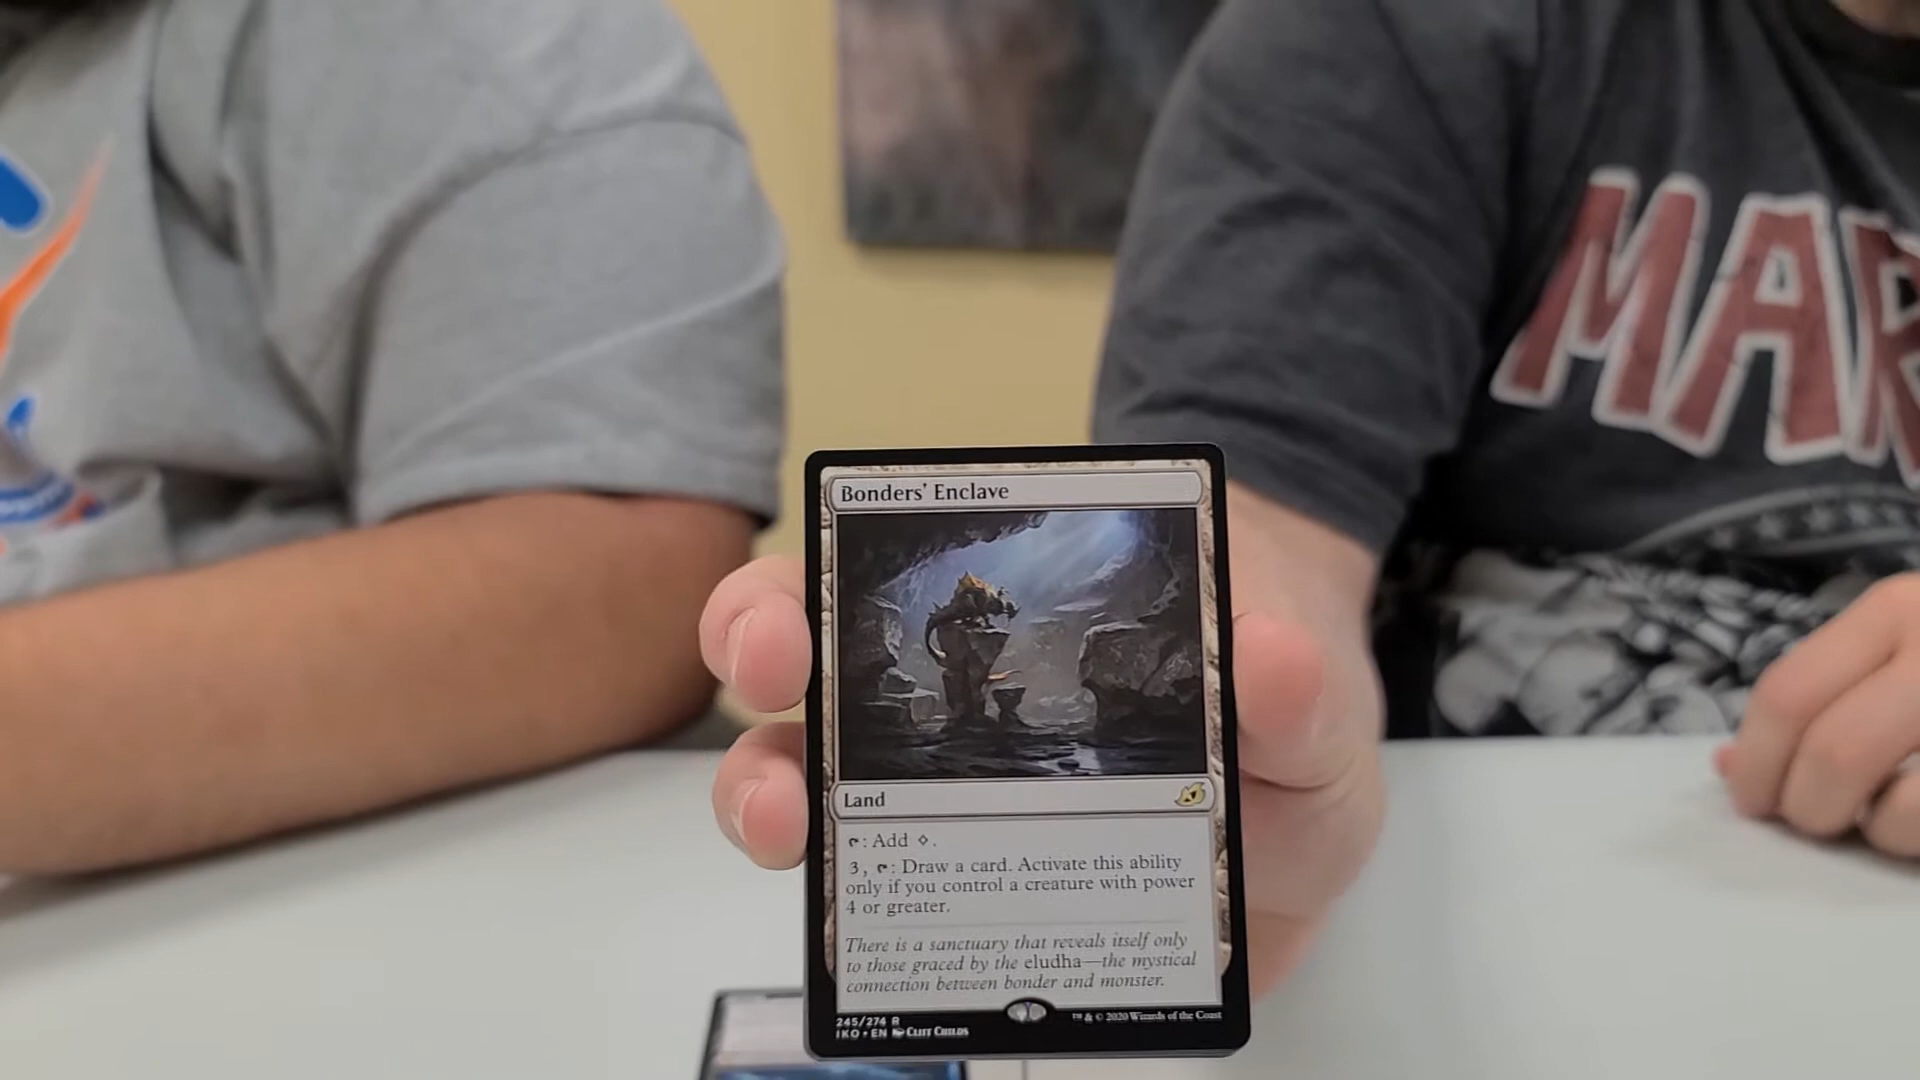 MAR
Bonders' Enclave
Land
: Add .
3, : Draw a card. Activate this ability
only if you control a creature with power
4 or greater.
There is a sanctuary that reveals itself only
to those graced by the eludha—the mystical
connection between bonder and monster.
245/274 R
IKO • EN Cliff Childs
™ & © 2020 Wizards of the Coast